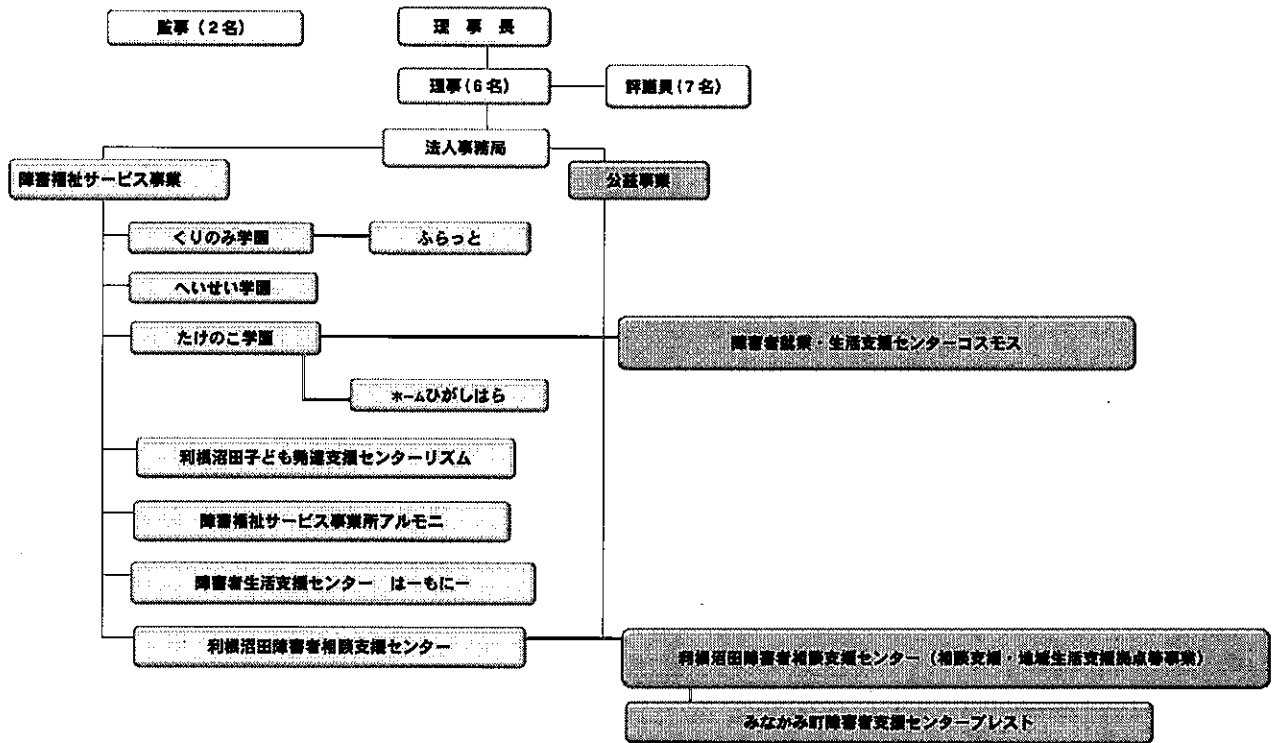 監事(2名)
理 事 長
理事(6名)
評議員(7名)
法人事務局
障害福祉サービス事業
公益事業
くりのみ学園
ふらっと
へいせい学園
たけのこ学園
障害者就業・生活支援センターコスモス
ホームひがしはら
利根沼田子ども発達支援センターリズム
障害福祉サービス事業所アルモニ
障害者生活支援センター はーもにー
利根沼田障害者相談支援センター
利根沼田障害者相談支援センター(相談支援・地域生活支援拠点等事業)
みなかみ町障害者支援センタープレスト